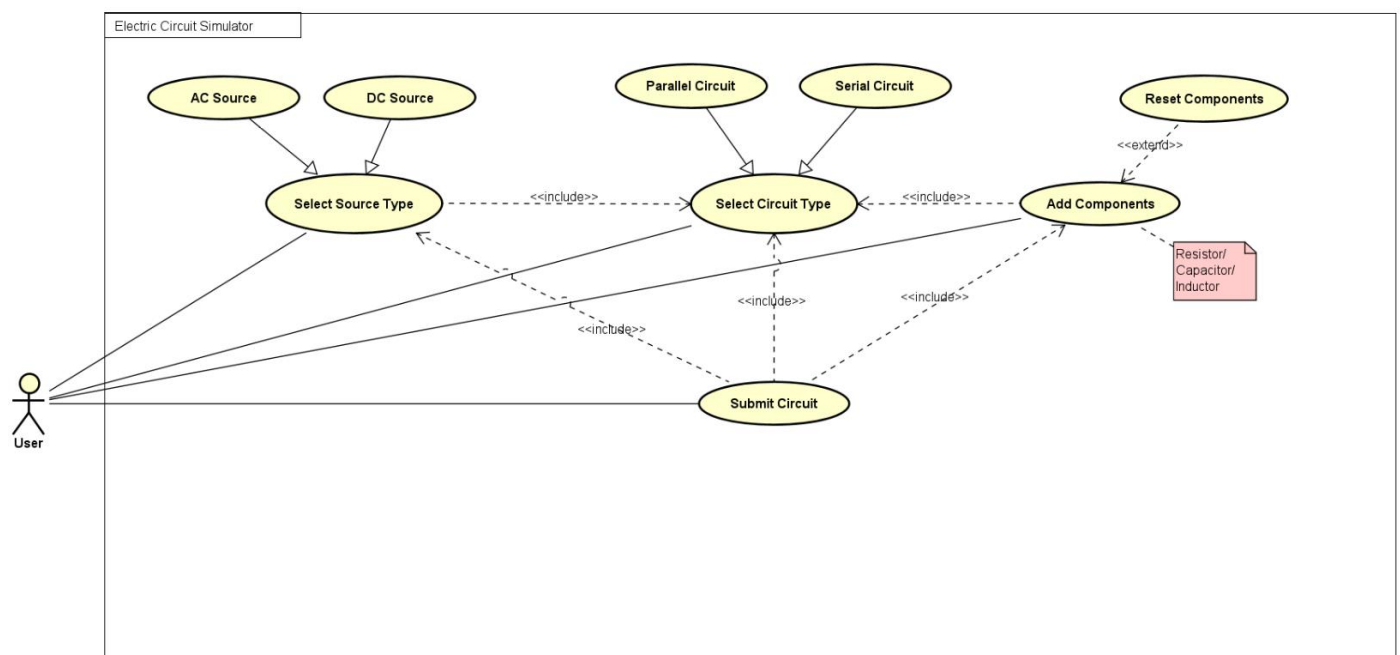 Electric Circuit Simulator
AC Source
DC Source
Parallel Circuit
Serial Circuit
Reset Components
<<extend>>
Select Source Type
<<include>>
Select Circuit Type
<<include>>
Add Components
Resistor/
Capacitor/
Inductor
<<include>>
<<include>>
<<include>>
Submit Circuit
User